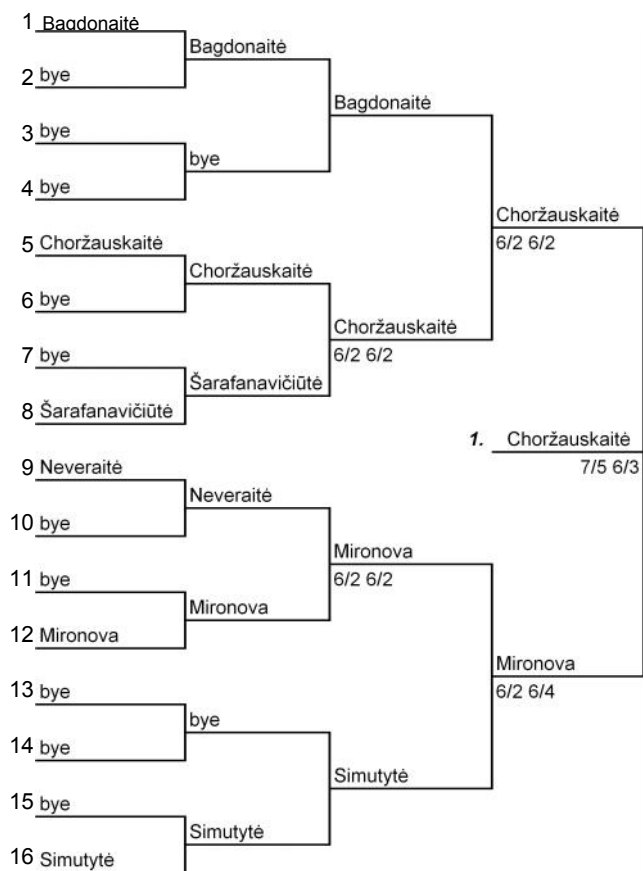 1 Bagdonaitė
Bagdonaitė
2 bye
Bagdonaitė
3 bye
bye
4 bye
Choržauskaitė
6/2 6/2
5 Choržauskaitė
Choržauskaitė
6 bye
Choržauskaitė
6/2 6/2
7 bye
Šarafanavičiūtė
8 Šarafanavičiūtė
1. Choržauskaitė
7/5 6/3
9 Neveraitė
Neveraitė
10 bye
Mironova
6/2 6/2
11 bye
Mironova
12 Mironova
Mironova
6/2 6/4
13 bye
bye
14 bye
Simutytė
15 bye
Simutytė
16 Simutytė